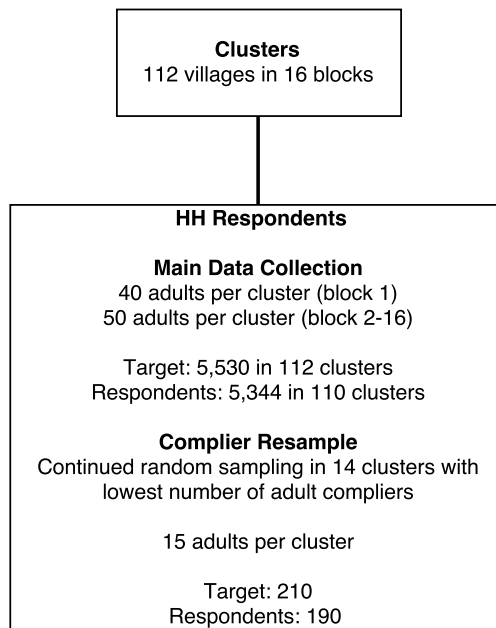 Clusters
112 villages in 16 blocks
HH Respondents
Main Data Collection
40 adults per cluster (block 1)
50 adults per cluster (block 2-16)
Target: 5,530 in 112 clusters
Respondents: 5,344 in 110 clusters
Complier Resample
Continued random sampling in 14 clusters with
lowest number of adult compliers
15 adults per cluster
Target: 210
Respondents: 190